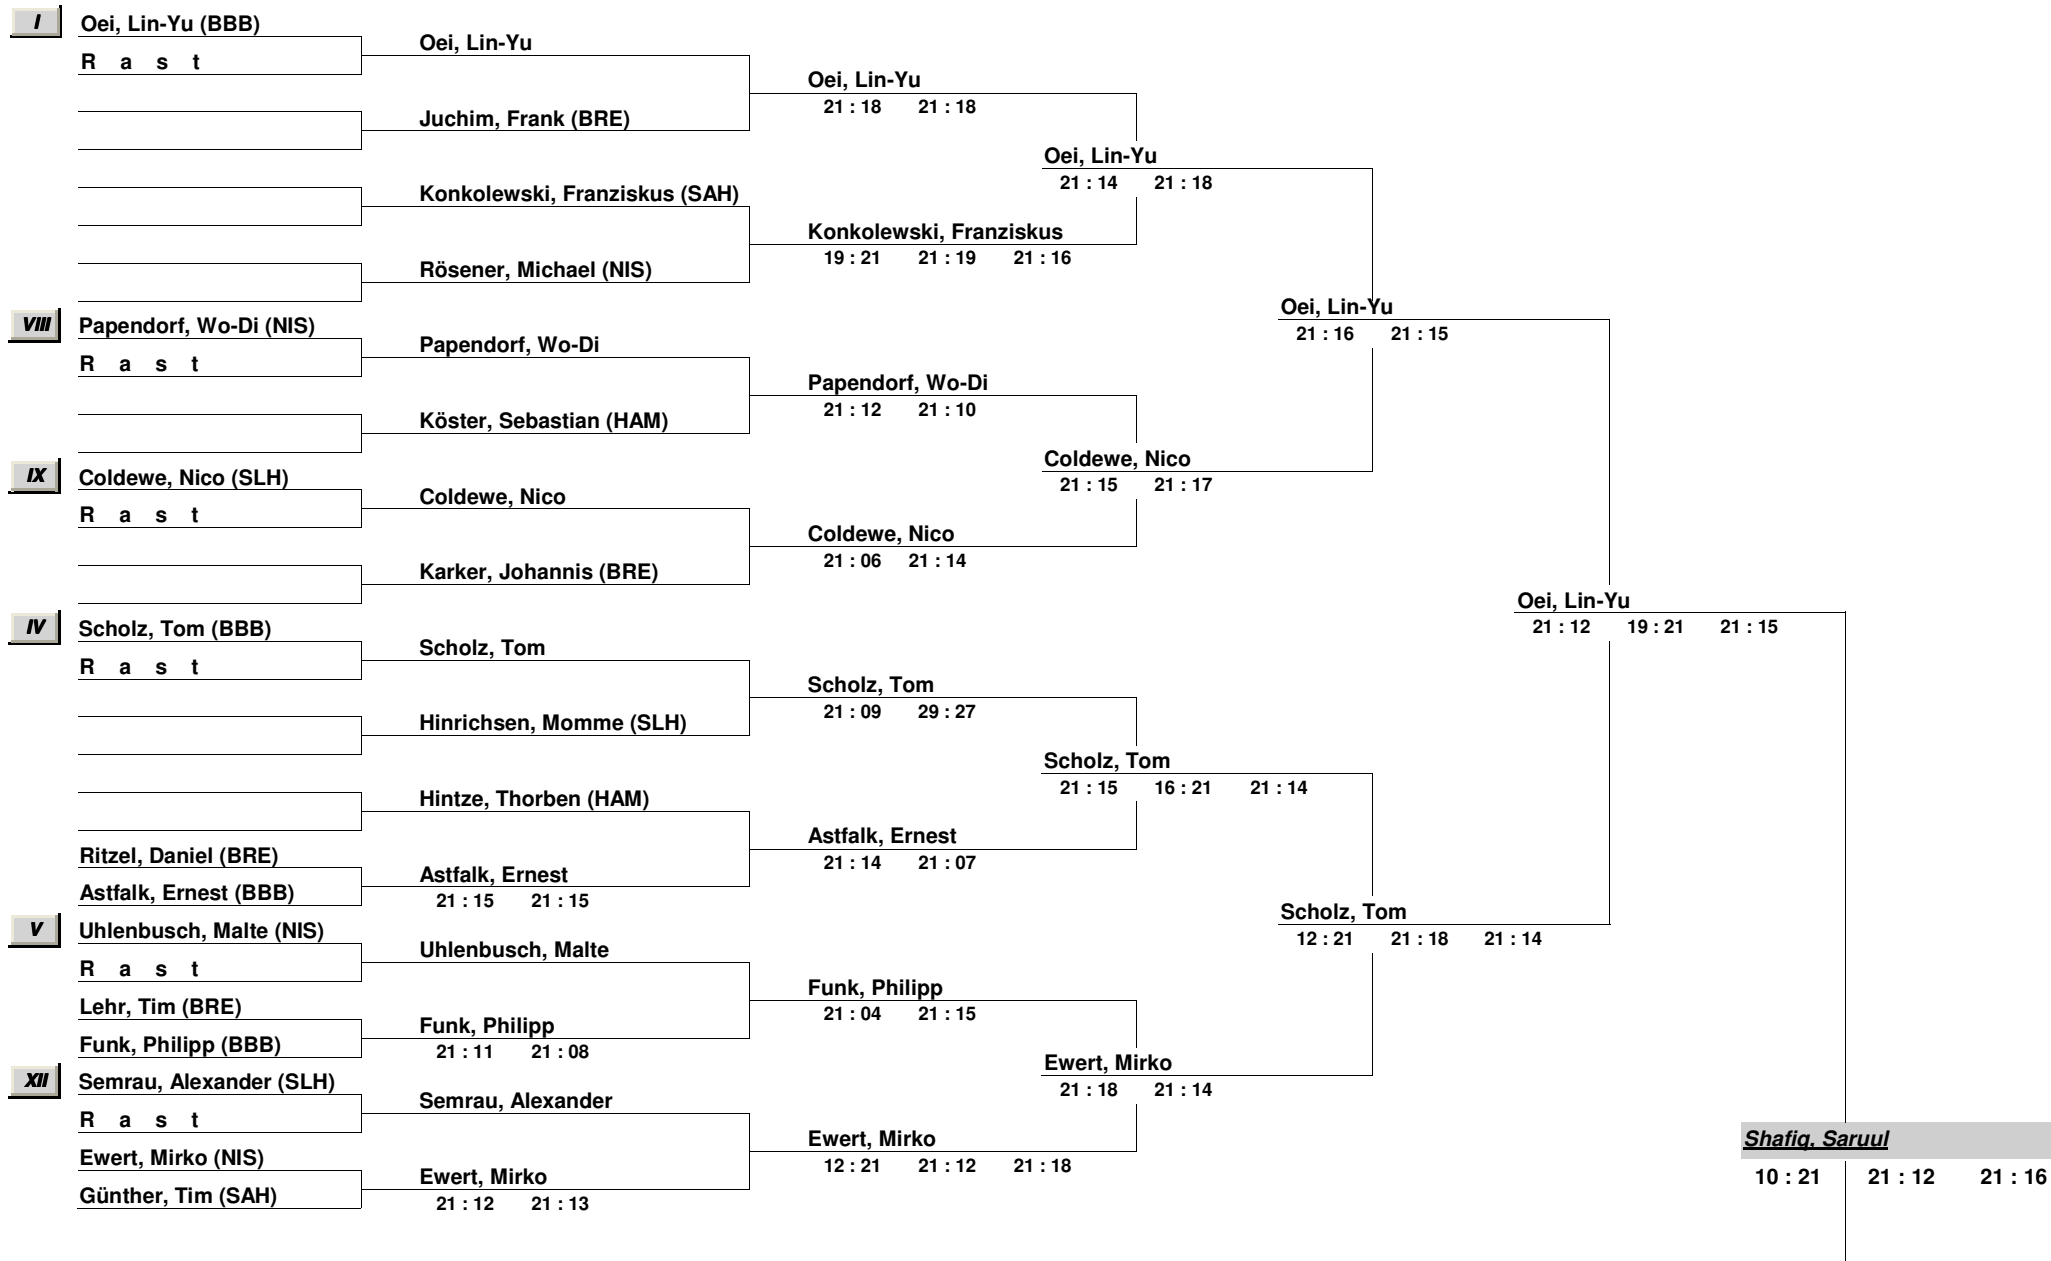 I
Oei, Lin-Yu (BBB)
Oei, Lin-Yu
R a s t
Oei, Lin-Yu
21 : 18 21 : 18
Juchim, Frank (BRE)
Oei, Lin-Yu
21 : 14 21 : 18
Konkolewski, Franziskus (SAH)
Konkolewski, Franziskus
19 : 21 21 : 19 21 : 16
Rösener, Michael (NIS)
Oei, Lin-Yu
21 : 16 21 : 15
VIII
Papendorf, Wo-Di (NIS)
Papendorf, Wo-Di
R a s t
Papendorf, Wo-Di
21 : 12 21 : 10
Köster, Sebastian (HAM)
Coldewe, Nico
21 : 15 21 : 17
IX
Coldewe, Nico (SLH)
Coldewe, Nico
R a s t
Coldewe, Nico
21 : 06 21 : 14
Karker, Johannis (BRE)
Oei, Lin-Yu
21 : 12 19 : 21 21 : 15
IV
Scholz, Tom (BBB)
Scholz, Tom
R a s t
Scholz, Tom
21 : 09 29 : 27
Hinrichsen, Momme (SLH)
Scholz, Tom
21 : 15 16 : 21 21 : 14
Hintze, Thorben (HAM)
Astfalk, Ernest
21 : 14 21 : 07
Ritzel, Daniel (BRE)
Astfalk, Ernest
21 : 15 21 : 15
Astfalk, Ernest (BBB)
Scholz, Tom
12 : 21 21 : 18 21 : 14
V
Uhlenbusch, Malte (NIS)
Uhlenbusch, Malte
R a s t
Funk, Philipp
21 : 04 21 : 15
Lehr, Tim (BRE)
Funk, Philipp
21 : 11 21 : 08
Funk, Philipp (BBB)
Ewert, Mirko
21 : 18 21 : 14
XII
Semrau, Alexander (SLH)
Semrau, Alexander
R a s t
Ewert, Mirko
12 : 21 21 : 12 21 : 18
Shafiq, Saruul
10 : 21 21 : 12 21 : 16
Ewert, Mirko (NIS)
Ewert, Mirko
21 : 12 21 : 13
Günther, Tim (SAH)